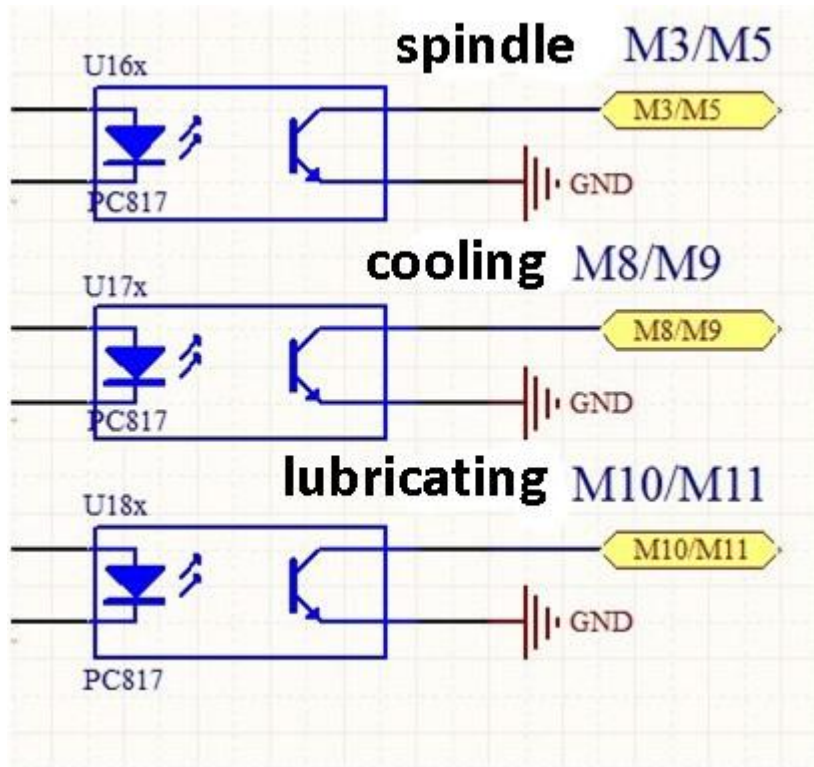 spindle M3/M5
U16x
M3/M5
GND
PC817
cooling M8/M9
U17x
M8/M9
GND
PC817
lubricating M10/M11
U18x
M10/M11
GND
PC817